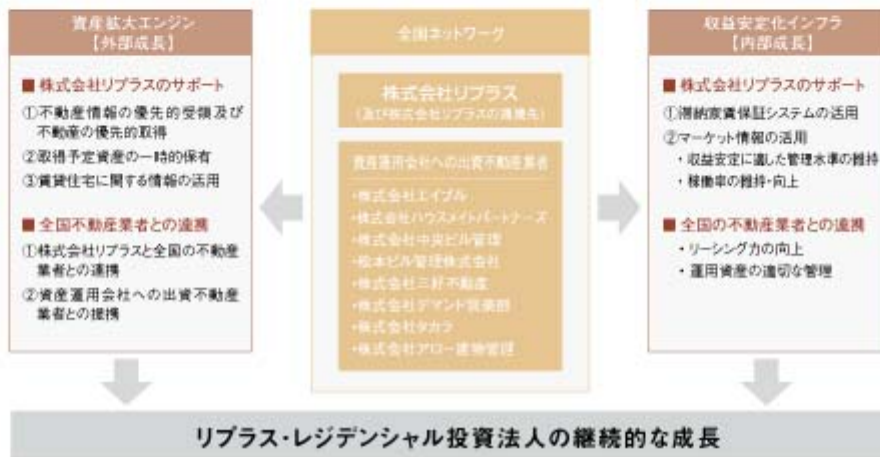 資産拡大エンジン
【外部成長】
■ 株式会社リプラスのサポート
①不動産情報の優先的受領及び
不動産の優先的取得
②取得予定資産の一時的保有
③賃貸住宅に関する情報の活用
■ 全国不動産業者との連携
①株式会社リプラスと全国の不動産
業者との連携
②資産運用会社への出資不動産
業者との提携
全国ネットワーク
株式会社リプラス
(及び株式会社リプラスの提携先)
資産運用会社への出資不動産業者
・株式会社エイブル
・株式会社ハウスメイトパートナーズ
・株式会社中央ビル管理
・松本ビル管理株式会社
・株式会社三好不動産
・株式会社デマンド倶楽部
・株式会社タカラ
・株式会社アロー建物管理
収益安定化インフラ
【内部成長】
■ 株式会社リプラスのサポート
①滞納家賃保証システムの活用
②マーケット情報の活用
・収益安定に適した管理水準の維持
・稼働率の維持・向上
■ 全国の不動産業者との連携
・リーシング力の向上
・運用資産の適切な管理
リプラス・レジデンシャル投資法人の継続的な成長